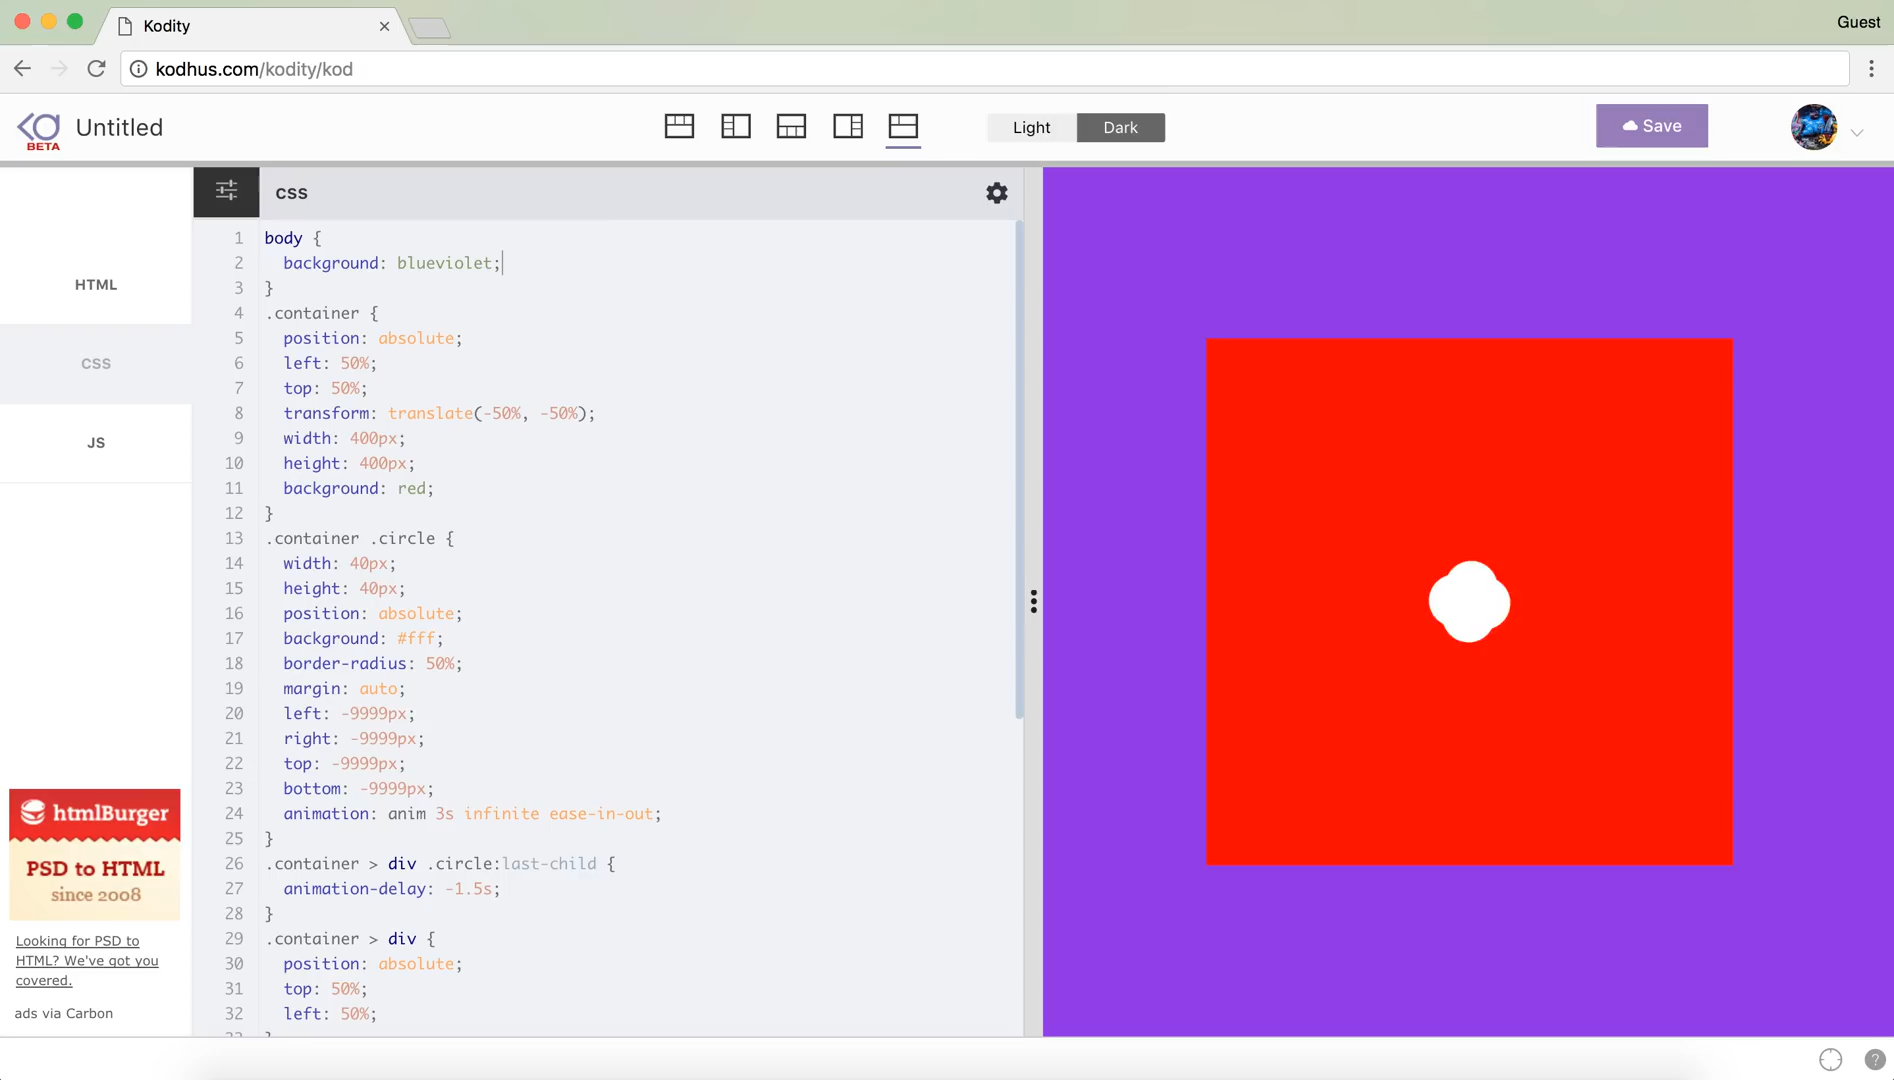 Kodity
Guest
kodhus.com/kodity/kod
BETA
Untitled
Light
Dark
Save
HTML
CSS
JS
CSS
1 body {
2 background: blueviolet;
3 }
4 .container {
5 position: absolute;
6 left: 50%;
7 top: 50%;
8 transform: translate(-50%, -50%);
9 width: 400px;
10 height: 400px;
11 background: red;
12 }
13 .container .circle {
14 width: 40px;
15 height: 40px;
16 position: absolute;
17 background: #fff;
18 border-radius: 50%;
19 margin: auto;
20 left: -9999px;
21 right: -9999px;
22 top: -9999px;
23 bottom: -9999px;
24 animation: anim 3s infinite ease-in-out;
25 }
26 .container > div .circle:last-child {
27 animation-delay: -1.5s;
28 }
29 .container > div {
30 position: absolute;
31 top: 50%;
32 left: 50%;
htmlBurger
PSD to HTML
since 2008
Looking for PSD to
HTML? We've got you
covered.
ads via Carbon
?